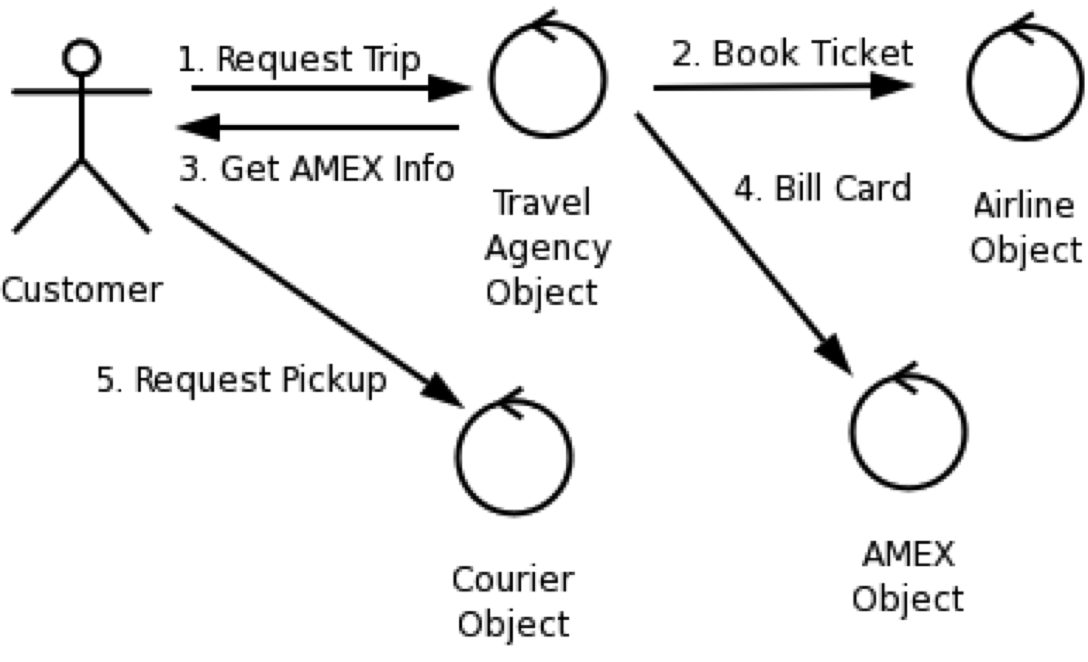 1. Request Trip
2. Book Ticket
3. Get AMEX Info
4. Bill Card
Travel
Agency
Object
Airline
Object
Customer
5. Request Pickup
Courier
Object
AMEX
Object